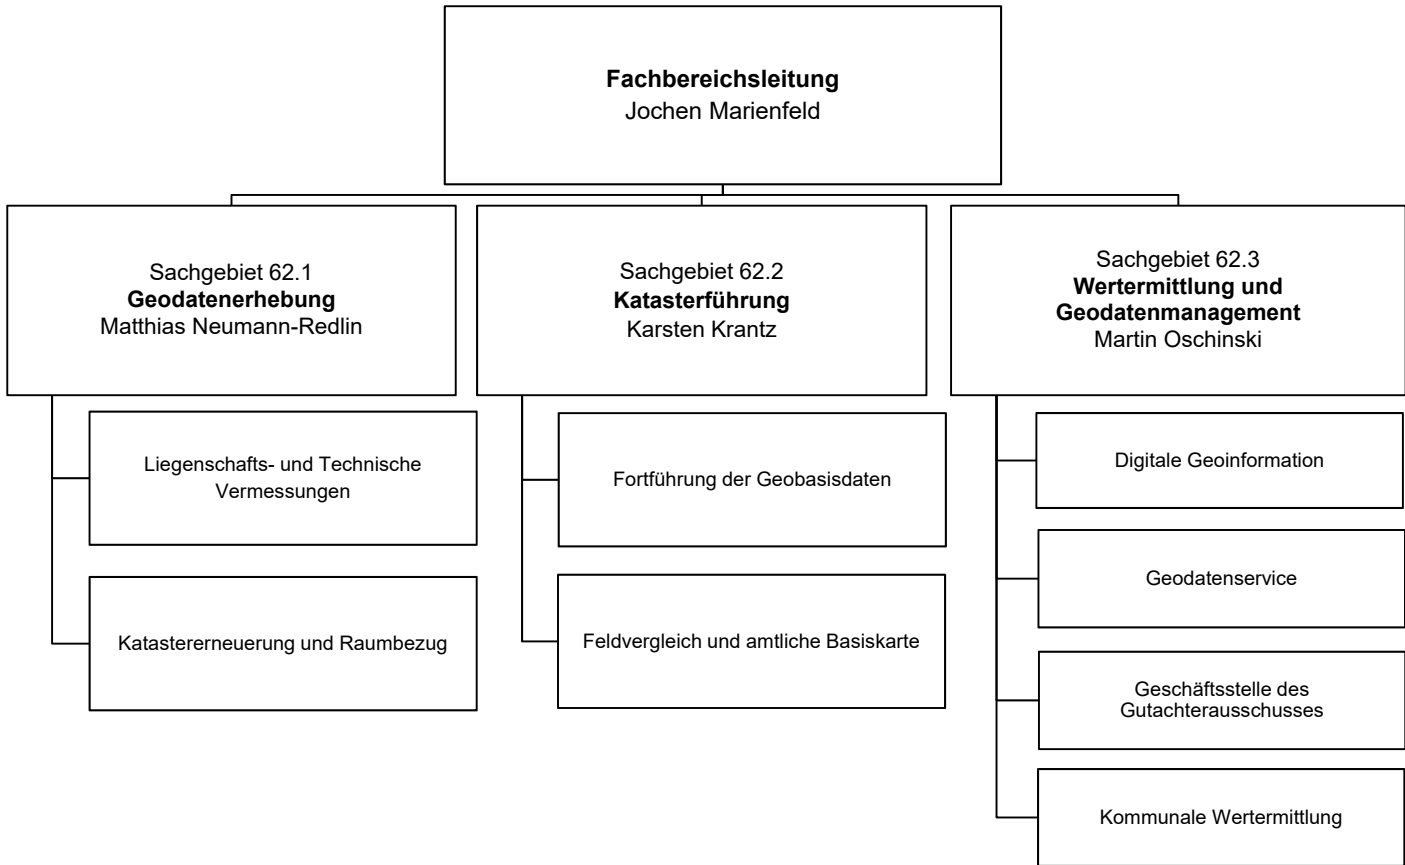 Fachbereichsleitung
Jochen Marienfeld
Sachgebiet 62.1
Geodatenerhebung
Matthias Neumann-Redlin
Liegenschafts- und Technische
Vermessungen
Katastererneuerung und Raumbezug
Sachgebiet 62.2
Katasterführung
Karsten Krantz
Fortführung der Geobasisdaten
Feldvergleich und amtliche Basiskarte
Sachgebiet 62.3
Wertermittlung und
Geodatenmanagement
Martin Oschinski
Digitale Geoinformation
Geodatenservice
Geschäftsstelle des
Gutachterausschusses
Kommunale Wertermittlung